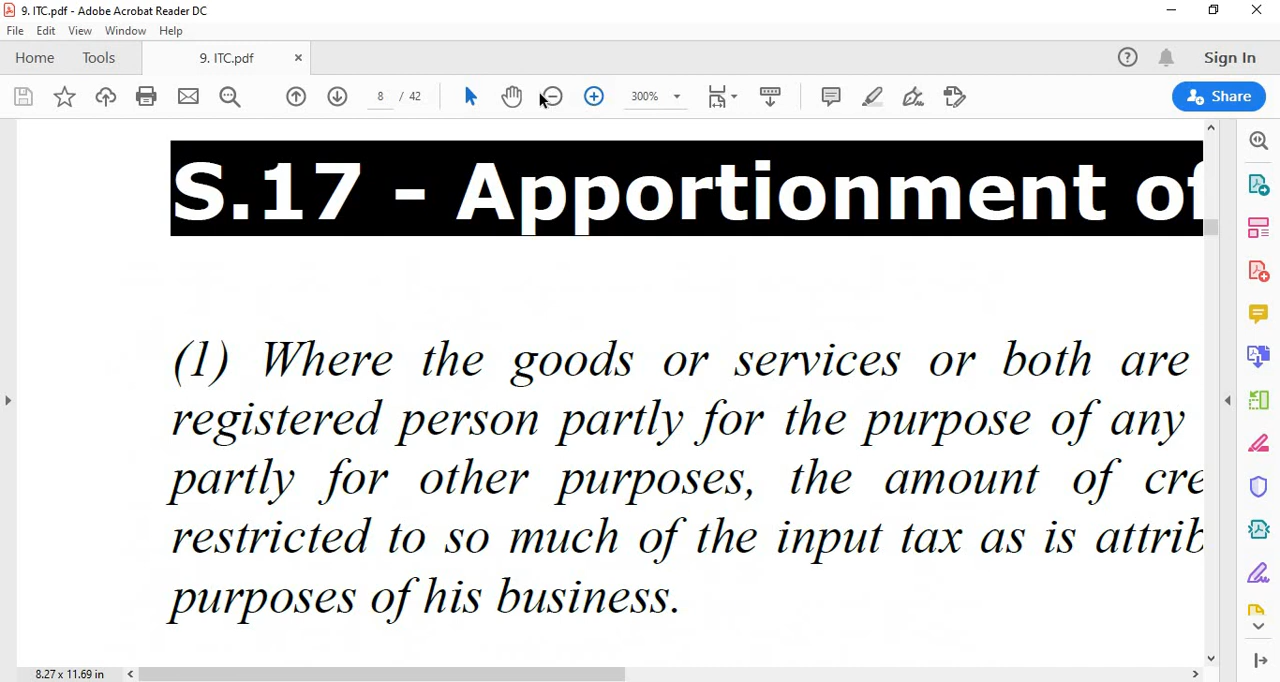 9. ITC.pdf - Adobe Acrobat Reader DC
File Edit View Window Help
Home Tools 9. ITC.pdf × Sign In
8 / 42 300% Share
S.17 - Apportionment of
(1) Where the goods or services or both are
registered person partly for the purpose of any
partly for other purposes, the amount of cre
restricted to so much of the input tax as is attrib
purposes of his business.
8.27 x 11.69 in